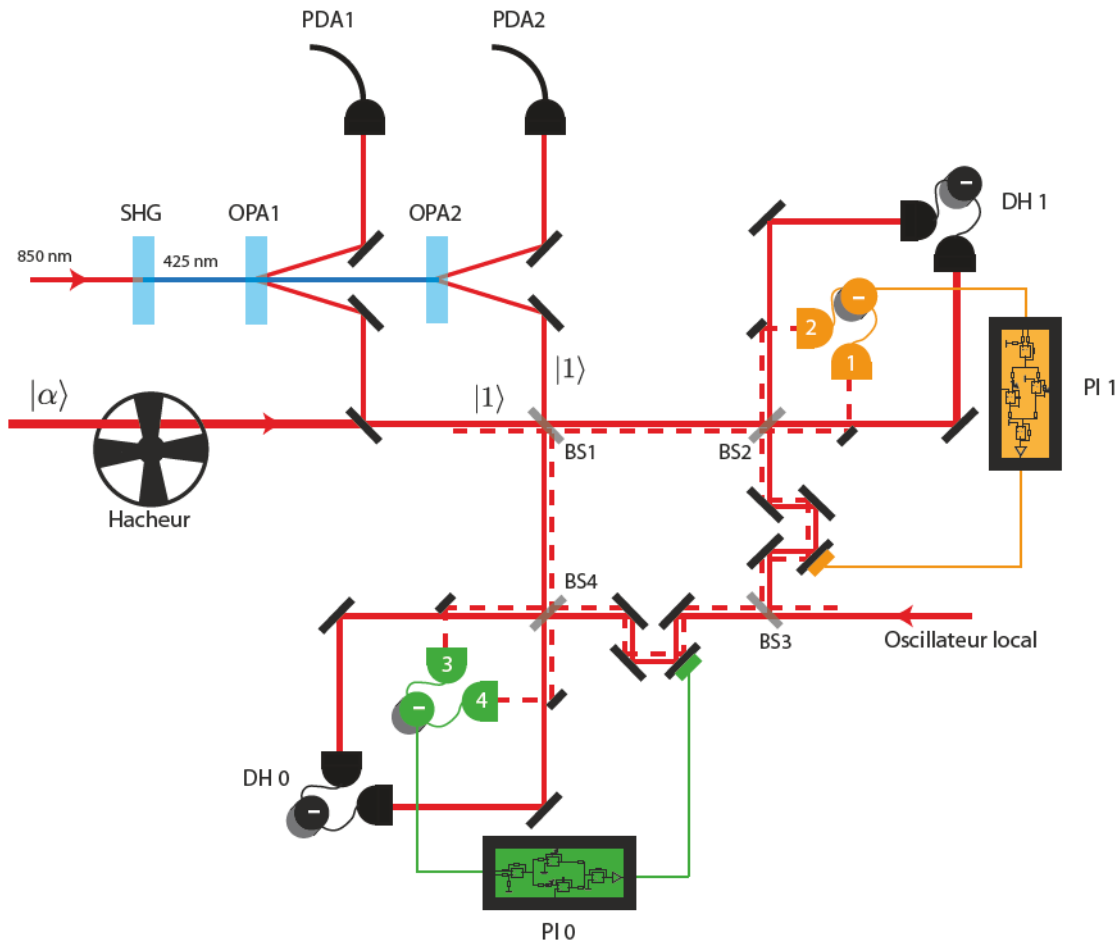 PDA1
PDA2
SHG
OPA1
OPA2
DH 1
850 nm
425 nm
2
1
PI 1
|α⟩
|1⟩
|1⟩
BS1
BS2
Hacheur
BS4
BS3
Oscillateur local
3
4
DH 0
PI 0